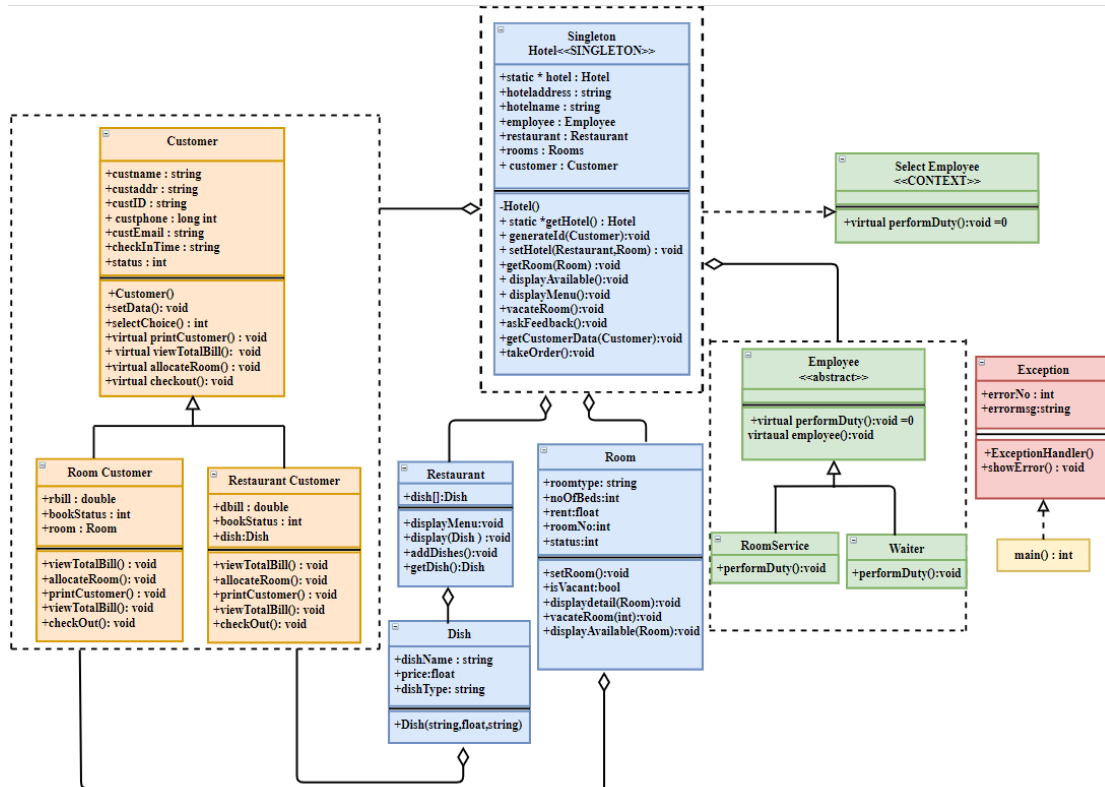 Singleton
Hotel<<SINGLETON>>
+static * hotel : Hotel
+hoteladdress : string
+hotelname : string
+employee : Employee
+restaurant : Restaurant
+rooms : Rooms
+ customer : Customer
-Hotel()
+ static *getHotel() : Hotel
+ generateId(Customer):void
+ setHotel(Restaurant,Room) : void
+getRoom(Room) :void
+ displayAvailable():void
+ displayMenu():void
+vacateRoom():void
+askFeedback():void
+getCustomerData(Customer):void
+takeOrder():void
Customer
+custname : string
+custaddr : string
+custID : string
+ custphone : long int
+custEmail : string
+checkInTime : string
+status : int
+Customer()
+setData(): void
+selectChoice() : int
+virtual printCustomer() : void
+ virtual viewTotalBill(): void
+virtual allocateRoom() : void
+virtual checkout(): void
Select Employee
<<CONTEXT>>
+virtual performDuty():void =0
Employee
<<abstract>>
+virtual performDuty():void =0
virtaual employee():void
Exception
+errorNo : int
+errormsg:string
+ExceptionHandler()
+showError() : void
Room Customer
+rbill : double
+bookStatus : int
+room : Room
+viewTotalBill() : void
+allocateRoom() : void
+printCustomer() : void
+viewTotalBill() : void
+checkOut(): void
Restaurant Customer
+dbill : double
+bookStatus : int
+dish:Dish
+viewTotalBill() : void
+allocateRoom() : void
+printCustomer() : void
+viewTotalBill() : void
+checkOut(): void
Restaurant
+dish[]:Dish
+displayMenu:void
+display(Dish ) :void
+addDishes():void
+getDish():Dish
Room
+roomtype: string
+noOfBeds:int
+rent:float
+roomNo:int
+status:int
+setRoom():void
+isVacant:bool
+displaydetail(Room):void
+vacateRoom(int):void
+displayAvailable(Room):void
RoomService
+performDuty():void
Waiter
+performDuty():void
main() : int
Dish
+dishName : string
+price:float
+dishType: string
+Dish(string,float,string)